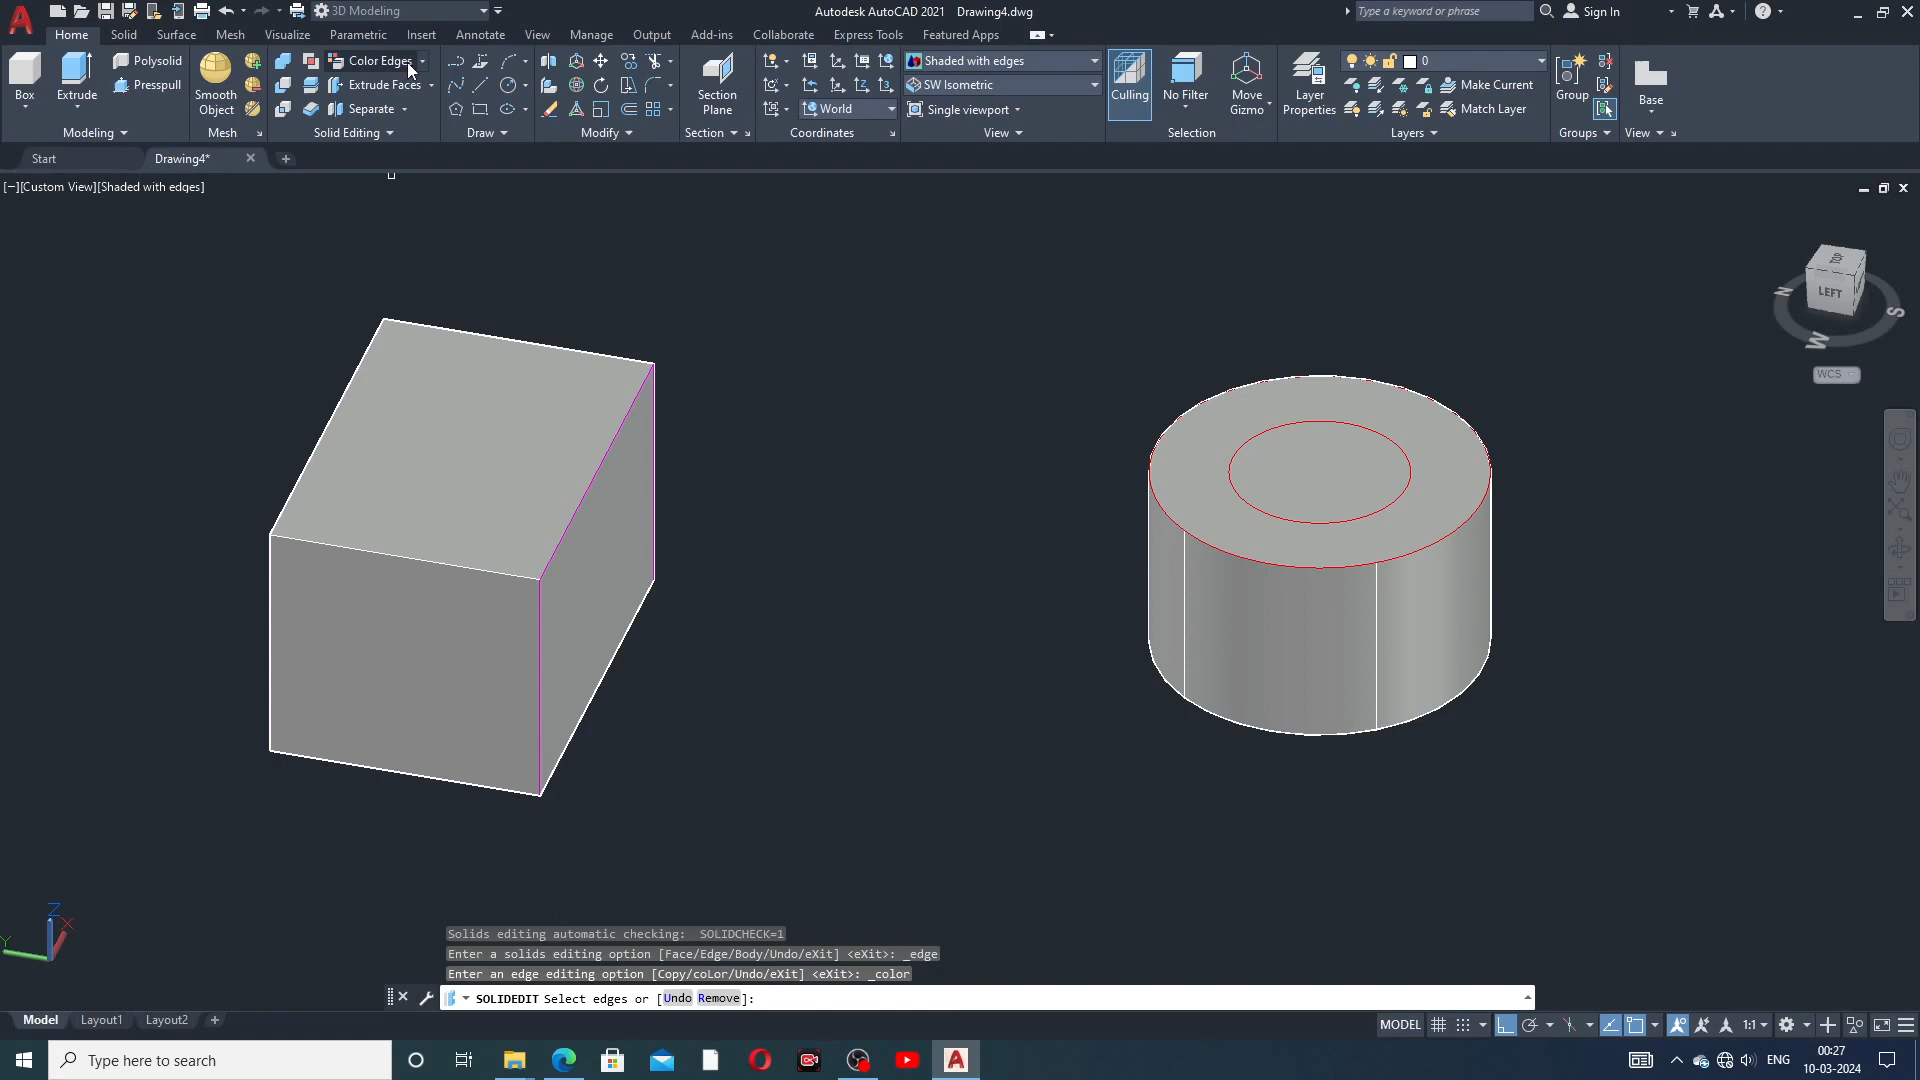 3D Modeling
Autodesk AutoCAD 2021 Drawing4.dwg
Type a keyword or phrase
Sign In
Home Solid Surface Mesh Visualize Parametric Insert Annotate View Manage Output Add-ins Collaborate Express Tools Featured Apps
Polysolid
Presspull
Box
Extrude
Modeling
Smooth
Object
Mesh
Color Edges
Extrude Faces
Separate
Solid Editing
Draw
Modify
Section
Plane
Section
World
Coordinates
Shaded with edges
SW Isometric
Single viewport
View
Culling
No Filter
Move
Gizmo
Selection
Layer
Properties
0
Make Current
Match Layer
Layers
Group
Groups
Base
View
Start
Drawing4*
[−][Custom View][Shaded with edges]
TOP
LEFT
N
S
W
WCS
Z
X
Y
Solids editing automatic checking: SOLIDCHECK=1
Enter a solids editing option [Face/Edge/Body/Undo/eXit] <eXit>: _edge
Enter an edge editing option [Copy/coLor/Undo/eXit] <eXit>: _color
SOLIDEDIT Select edges or [Undo Remove]:
Model Layout1 Layout2
MODEL
1:1
Type here to search
ENG
00:27
10-03-2024